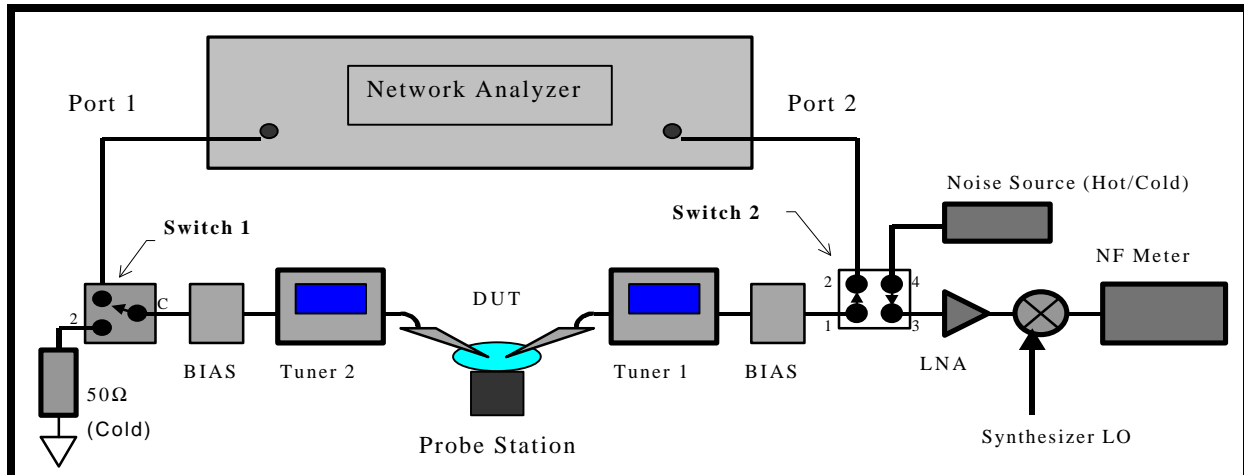 Network Analyzer
Port 1
Port 2
Noise Source (Hot/Cold)
Switch 1
Switch 2
NF Meter
2
C
DUT
2
4
1
3
BIAS
Tuner 2
Tuner 1
BIAS
LNA
50Ω
(Cold)
Probe Station
Synthesizer LO